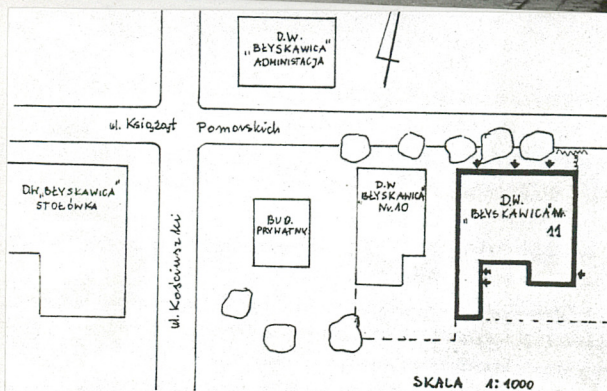 D.W.
„BŁYSKAWICA"
ADMINISTACJA
ul. Książąt Pomorskich
D.W. „BŁYSKAWICA"
STOŁÓWKA
ul. Kościuszki
BUD.
PRYWATNY.
D.W
„BŁYSKAWICA"
Nr. 10
D.W.
„BŁYSKAWICA" Nr.
11
SKALA 1:1000